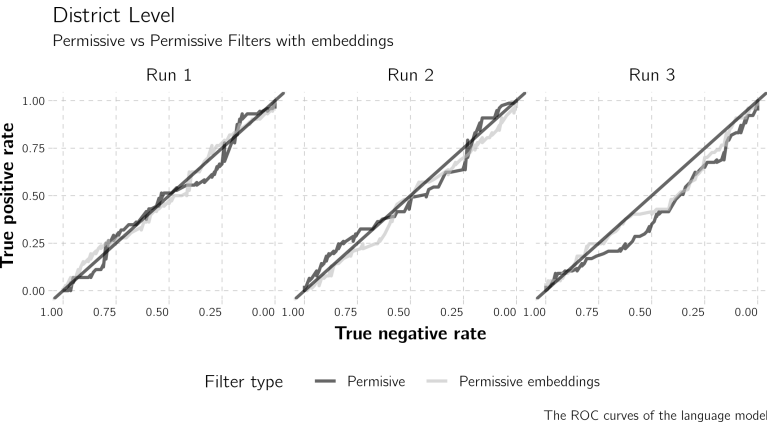 District Level
Permissive vs Permissive Filters with embeddings
Run 1 Run 2 Run 3
True positive rate
1.00
0.75
0.50
0.25
0.00
1.00 0.75 0.50 0.25 0.00 1.00 0.75 0.50 0.25 0.00 1.00 0.75 0.50 0.25 0.00
True negative rate
Filter type Permisive Permissive embeddings
The ROC curves of the language model